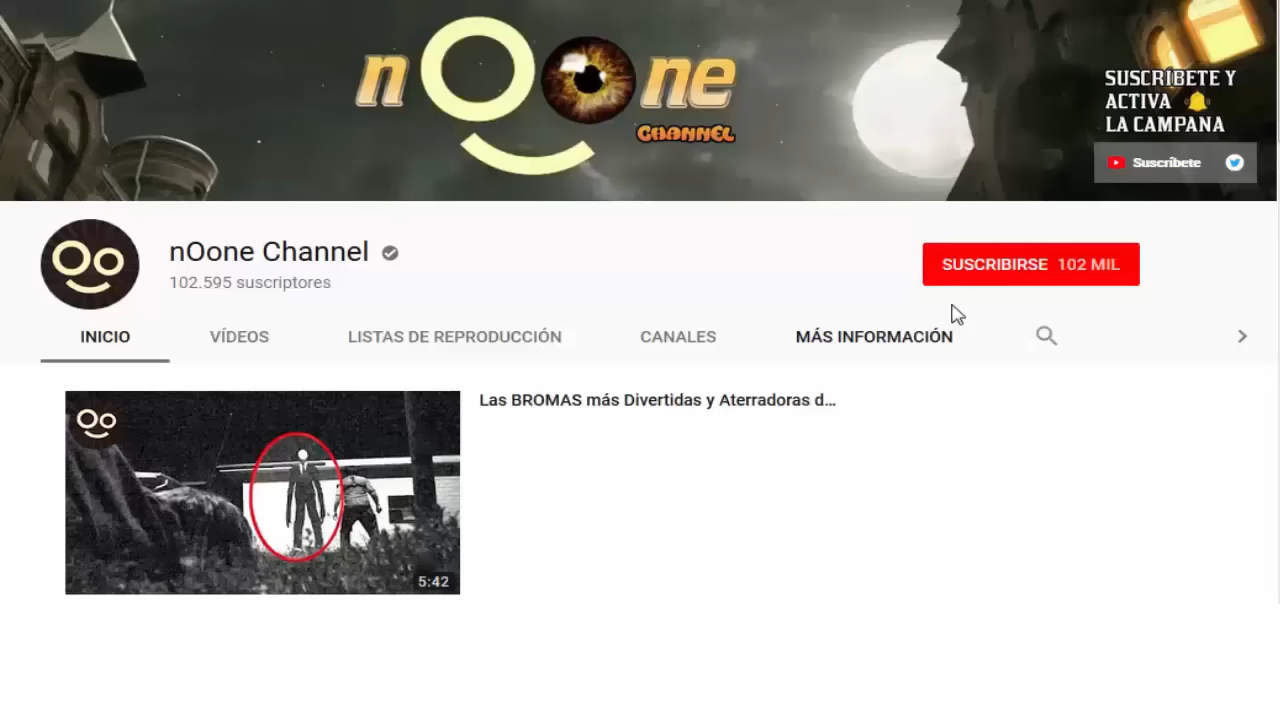 nOone
CHANNEL
SUSCRIBETE Y
ACTIVA
LA CAMPANA
Suscríbete
nOone Channel
102.595 suscriptores
SUSCRIBIRSE 102 MIL
INICIO VÍDEOS LISTAS DE REPRODUCCIÓN CANALES MÁS INFORMACIÓN
Las BROMAS más Divertidas y Aterradoras d...
5:42